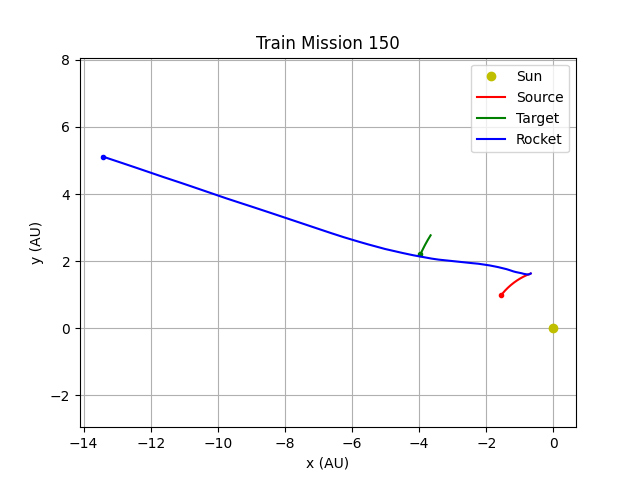 Train Mission 150
Sun
Source
Target
Rocket
8
6
4
2
0
−2
y (AU)
−14
−12
−10
−8
−6
−4
−2
0
x (AU)